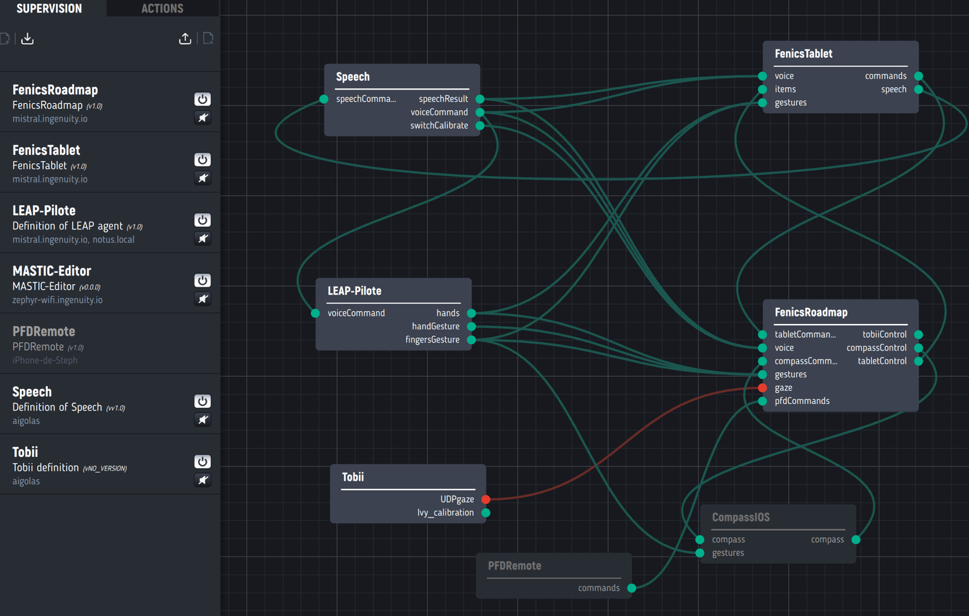 SUPERVISION ACTIONS
FenicsRoadmap
FenicsRoadmap (v1.0)
mistral.ingenuity.io
FenicsTablet
FenicsTablet (v1.0)
mistral.ingenuity.io
LEAP-Pilote
Definition of LEAP agent (v1.0)
mistral.ingenuity.io, notus.local
MASTIC-Editor
MASTIC-Editor (v0.0.0)
zephyr-wifi.ingenuity.io
PFDRemote
PFDRemote (v1.0)
iPhone-de-Steph
Speech
Definition of Speech (vv1.0)
aigolas
Tobii
Tobii definition (vNO_VERSION)
aigolas
Speech
speechComma... speechResult
voiceCommand
switchCalibrate
FenicsTablet
voice commands
items speech
gestures
LEAP-Pilote
voiceCommand hands
handGesture
fingersGesture
FenicsRoadmap
tabletComman... tobiiControl
voice compassControl
compassComm... tabletControl
gestures
gaze
pfdCommands
Tobii
UDPgaze
Ivy_calibration
CompassIOS
compass compass
gestures
PFDRemote
commands